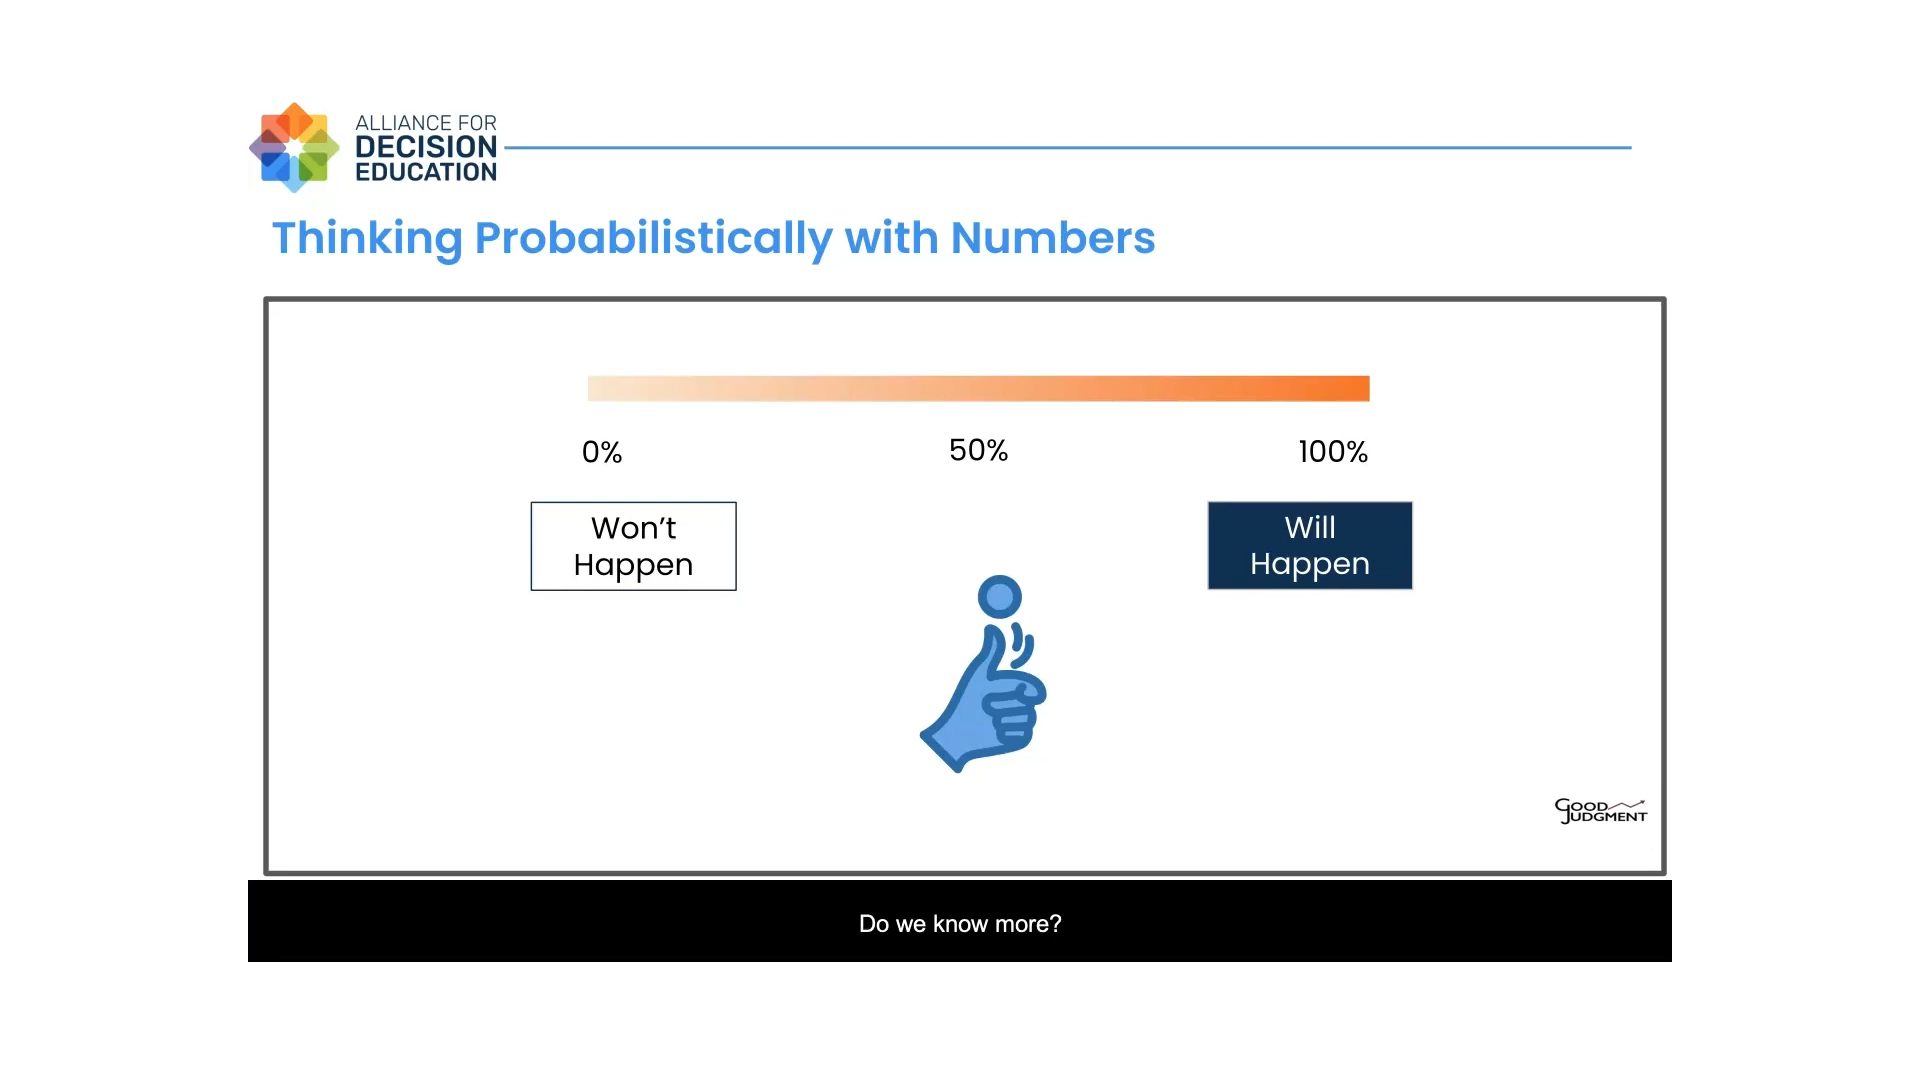 ALLIANCE FOR
DECISION
EDUCATION
Thinking Probabilistically with Numbers
0%
50%
100%
Won’t
Happen
Will
Happen
GOOD
JUDGMENT
Do we know more?